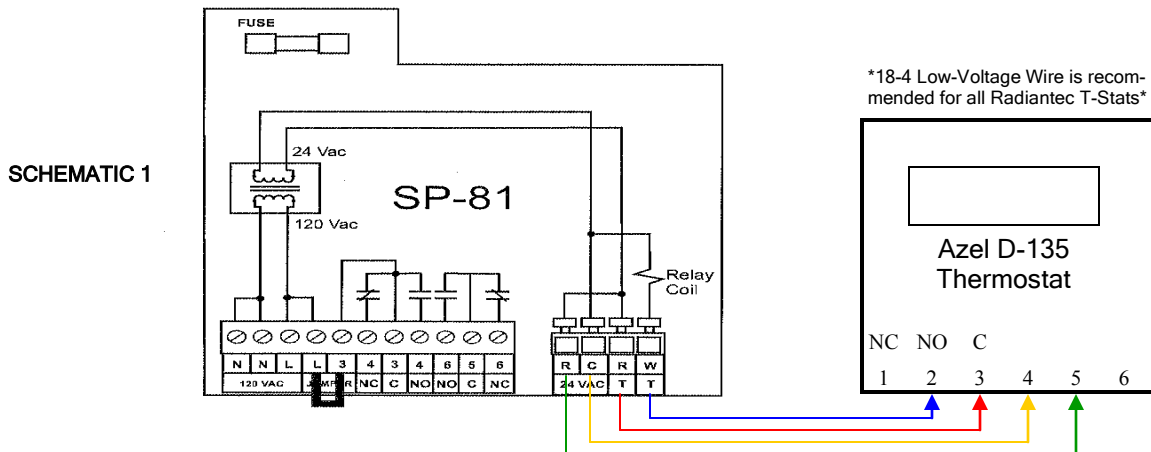 FUSE
*18-4 Low-Voltage Wire is recom-
mended for all Radiantec T-Stats*
SCHEMATIC 1
24 Vac
SP-81
120 Vac
Relay
Coil
Azel D-135
Thermostat
NC NO C
1 2 3 4 5 6
N N L L 3 4 3 4 6 5 6
120 VAC NC C NO NO C NC
R C R W
24 VAC T T